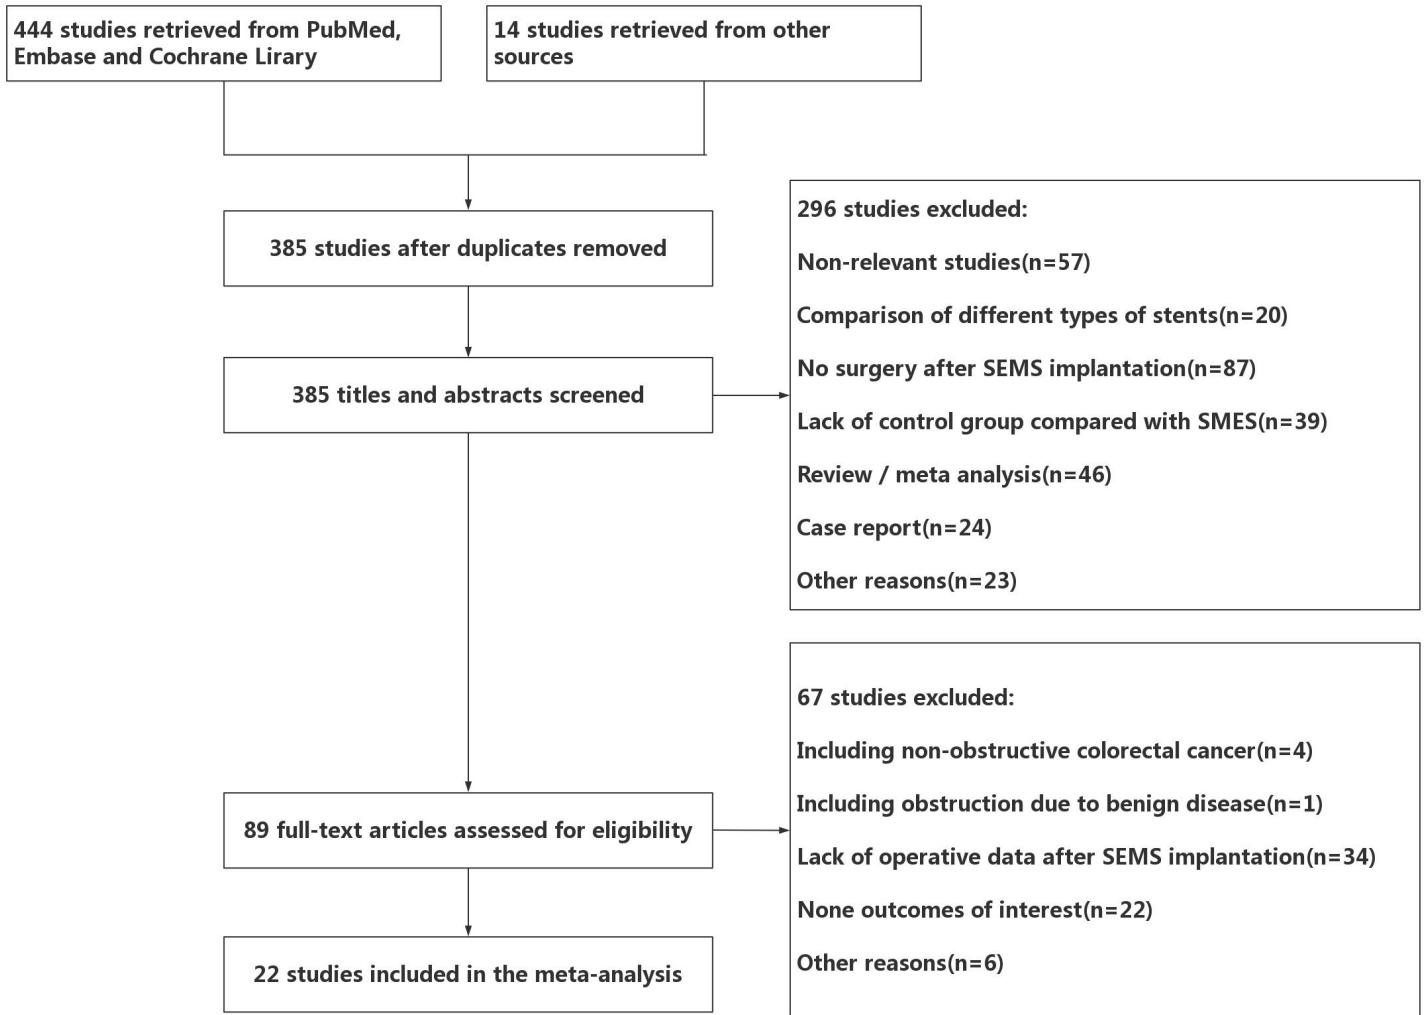 444 studies retrieved from PubMed,
Embase and Cochrane Lirary
14 studies retrieved from other
sources
385 studies after duplicates removed
385 titles and abstracts screened
296 studies excluded:
Non-relevant studies(n=57)
Comparison of different types of stents(n=20)
No surgery after SEMS implantation(n=87)
Lack of control group compared with SMES(n=39)
Review / meta analysis(n=46)
Case report(n=24)
Other reasons(n=23)
89 full-text articles assessed for eligibility
67 studies excluded:
Including non-obstructive colorectal cancer(n=4)
Including obstruction due to benign disease(n=1)
Lack of operative data after SEMS implantation(n=34)
None outcomes of interest(n=22)
Other reasons(n=6)
22 studies included in the meta-analysis